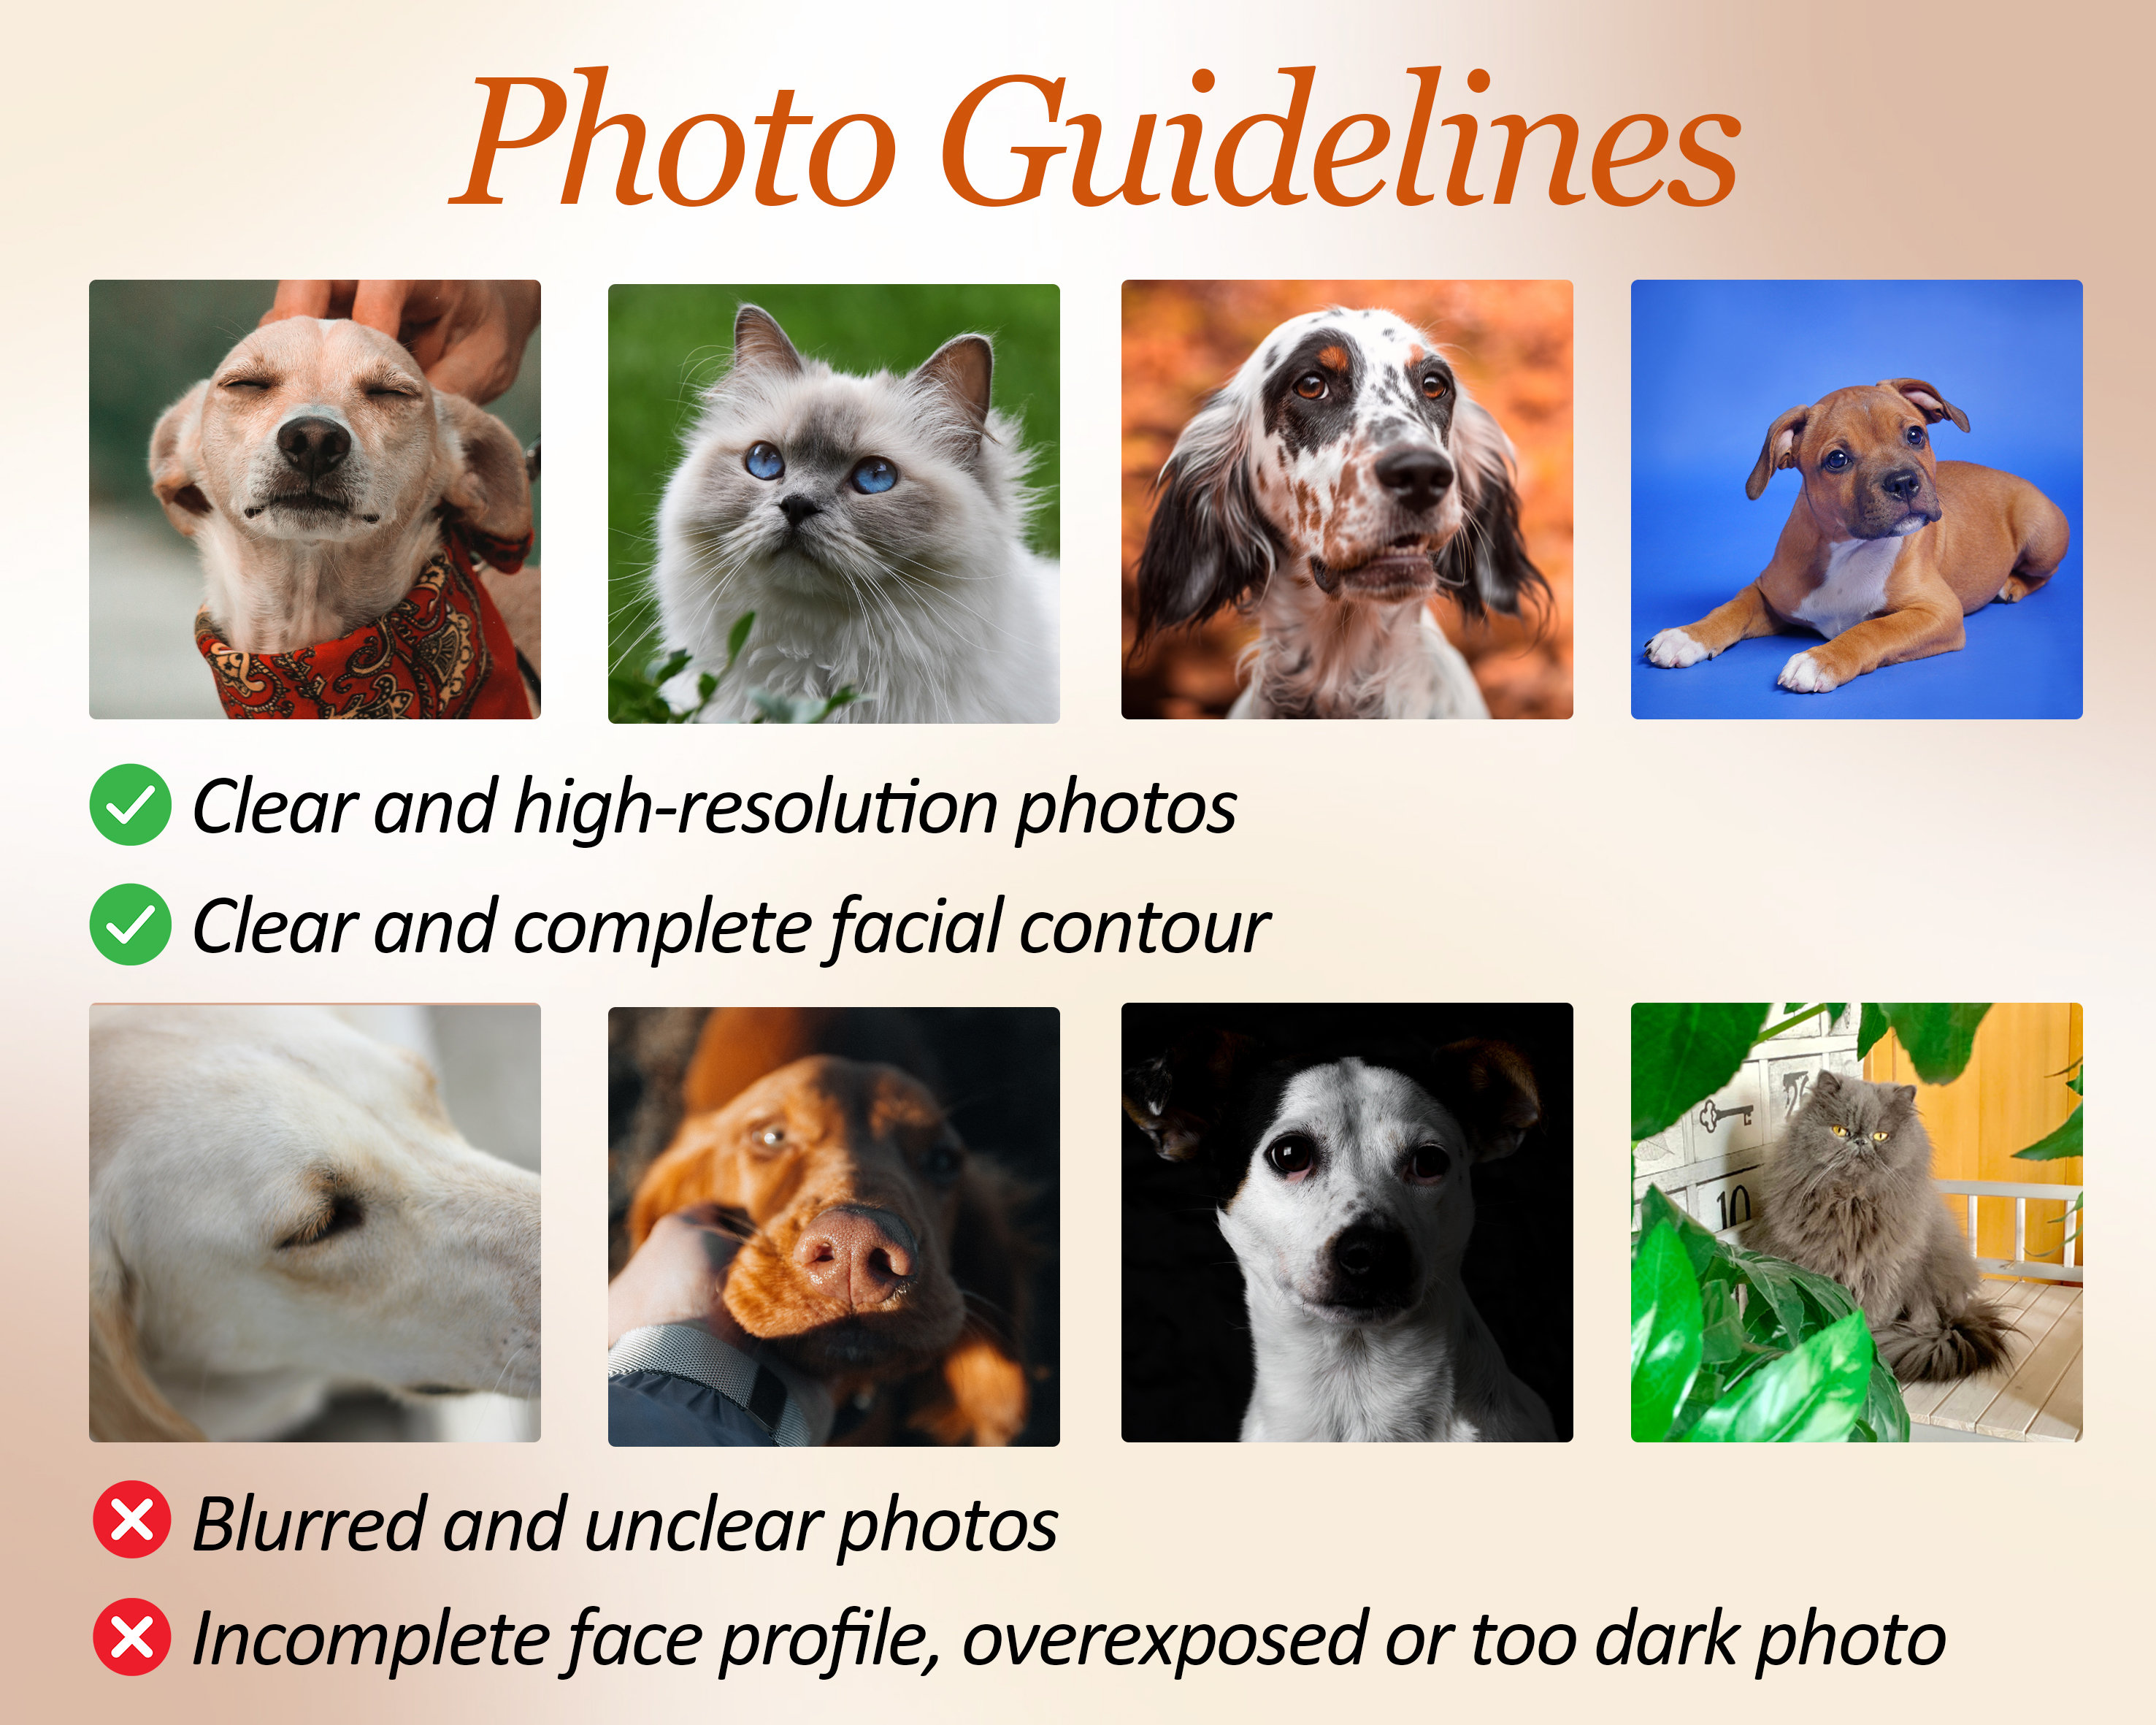 Photo Guidelines
Clear and high-resolution photos
Clear and complete facial contour
10
Blurred and unclear photos
Incomplete face profile, overexposed or too dark photo